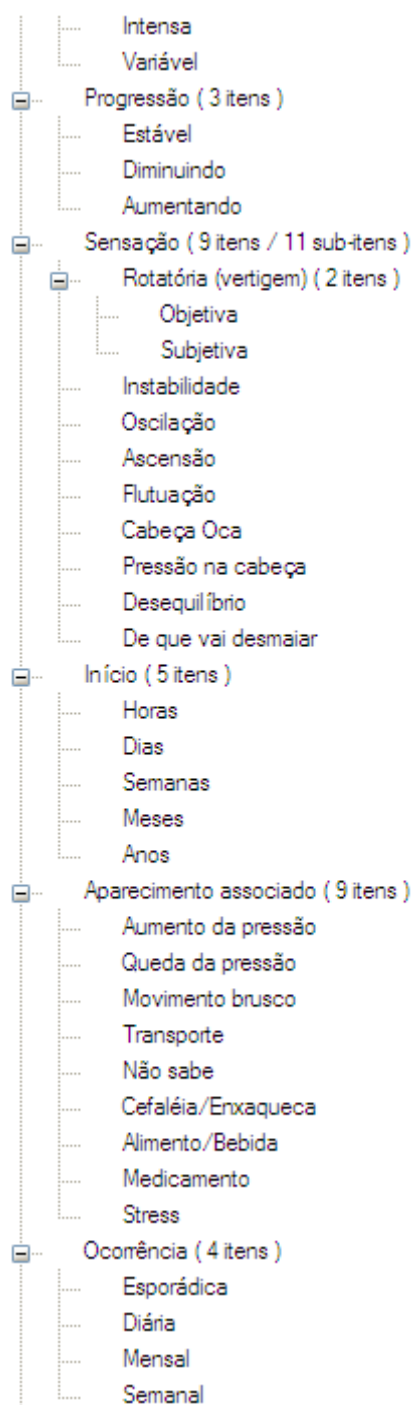 Intensa
Variável
Progressão ( 3 itens )
Estável
Diminuindo
Aumentando
Sensação ( 9 itens / 11 sub-itens )
Rotatória (vertigem) ( 2 itens )
Objetiva
Subjetiva
Instabilidade
Oscilação
Ascensão
Flutuação
Cabeça Oca
Pressão na cabeça
Desequilíbrio
De que vai desmaiar
Início ( 5 itens )
Horas
Dias
Semanas
Meses
Anos
Aparecimento associado ( 9 itens )
Aumento da pressão
Queda da pressão
Movimento brusco
Transporte
Não sabe
Cefaléia/Enxaqueca
Alimento/Bebida
Medicamento
Stress
Ocorrência ( 4 itens )
Esporádica
Diária
Mensal
Semanal